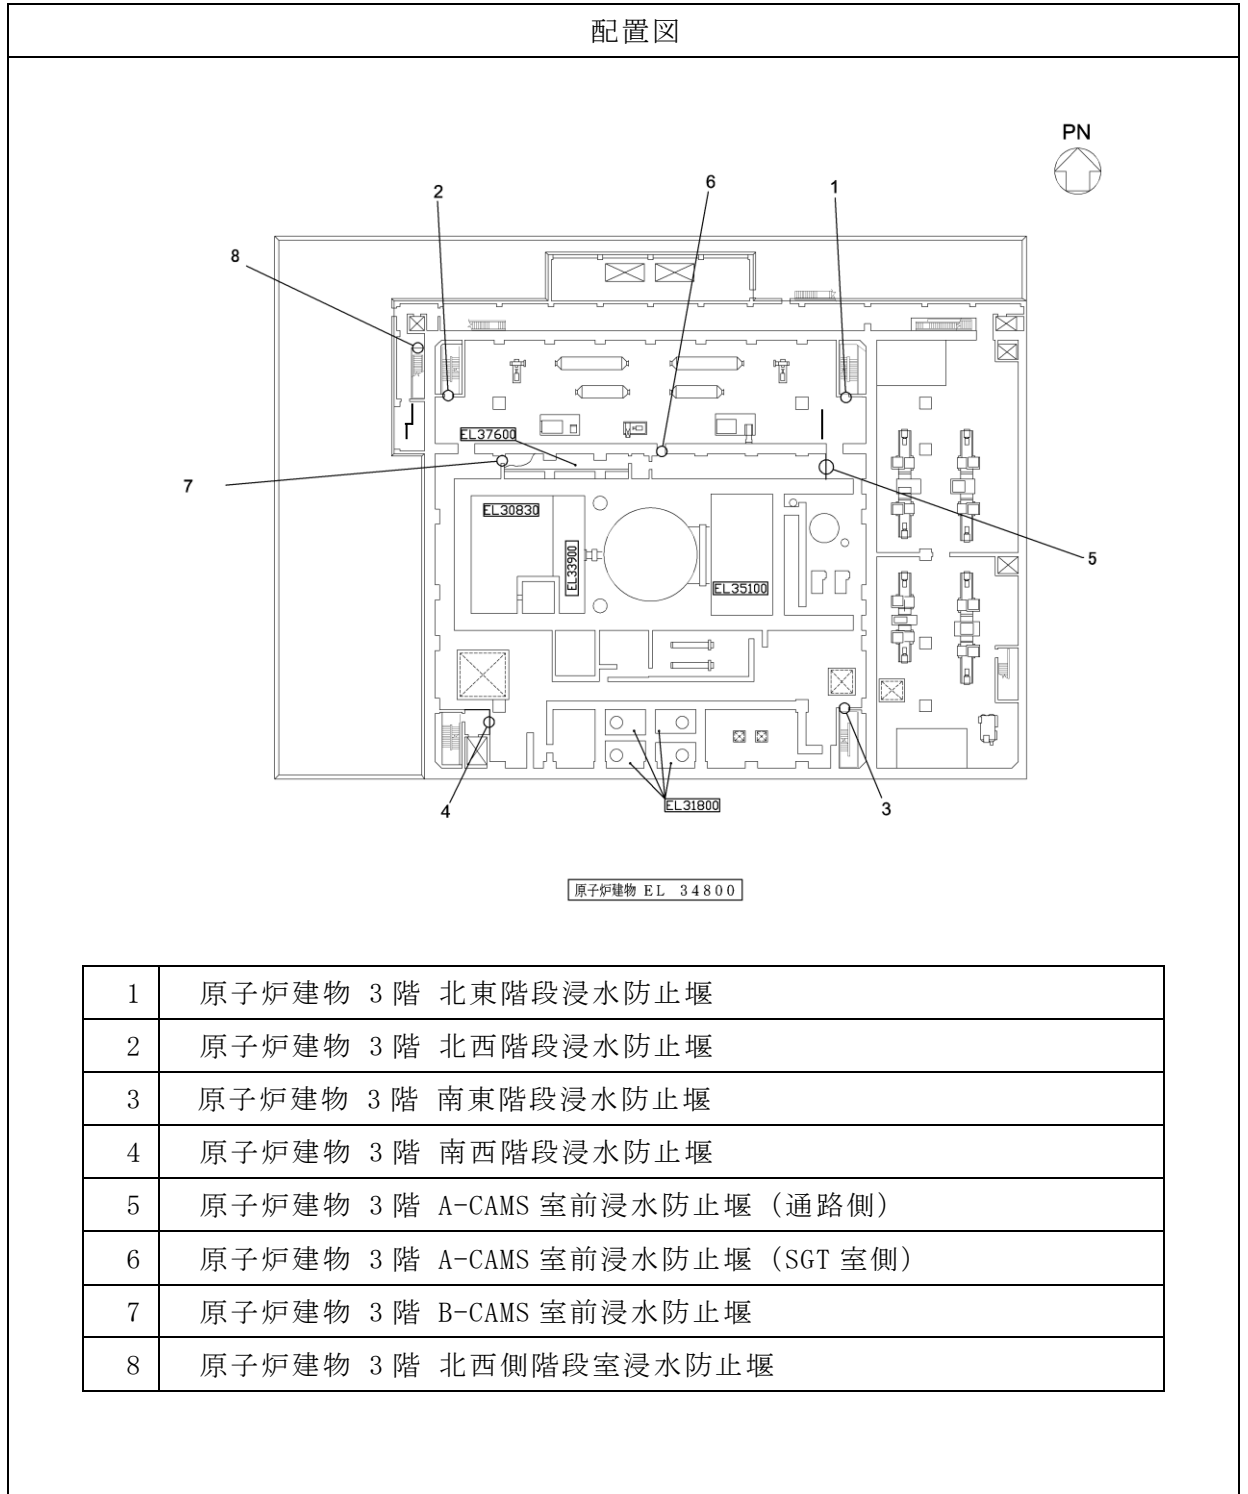 配置図
PN
6
1
2
8
EL37600
7
EL30830
EL33900
5
EL35100
4
EL31800
3
原子炉建物 EL 34800
1 原子炉建物 3階 北東階段浸水防止堰
2 原子炉建物 3階 北西階段浸水防止堰
3 原子炉建物 3階 南東階段浸水防止堰
4 原子炉建物 3階 南西階段浸水防止堰
5 原子炉建物 3階 A-CAMS室前浸水防止堰（通路側）
6 原子炉建物 3階 A-CAMS室前浸水防止堰（SGT室側）
7 原子炉建物 3階 B-CAMS室前浸水防止堰
8 原子炉建物 3階 北西側階段室浸水防止堰